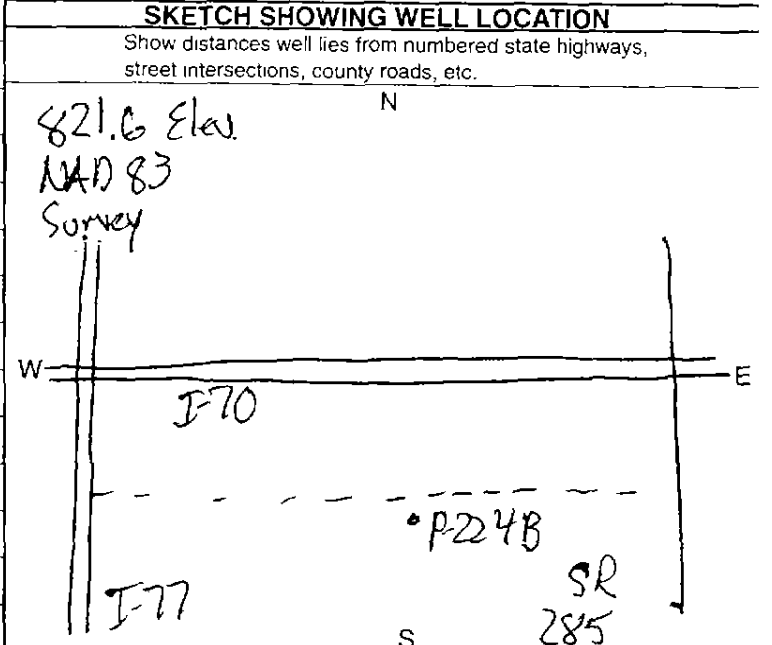 SKETCH SHOWING WELL LOCATION
Show distances well lies from numbered state highways,
street intersections, county roads, etc.
N
821.6 Elev.
NAD 83
Survey
W
E
I-70
P-224B
SR
285
I-77
S